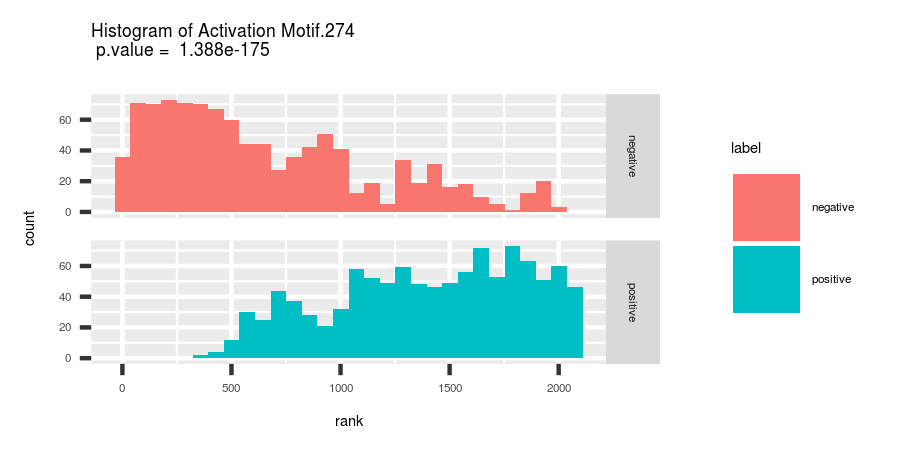 Histogram of Activation Motif.274
p.value = 1.388e-175
60
40
20
0
negative
60
40
20
0
positive
0 500 1000 1500 2000
rank
count
label
negative
positive